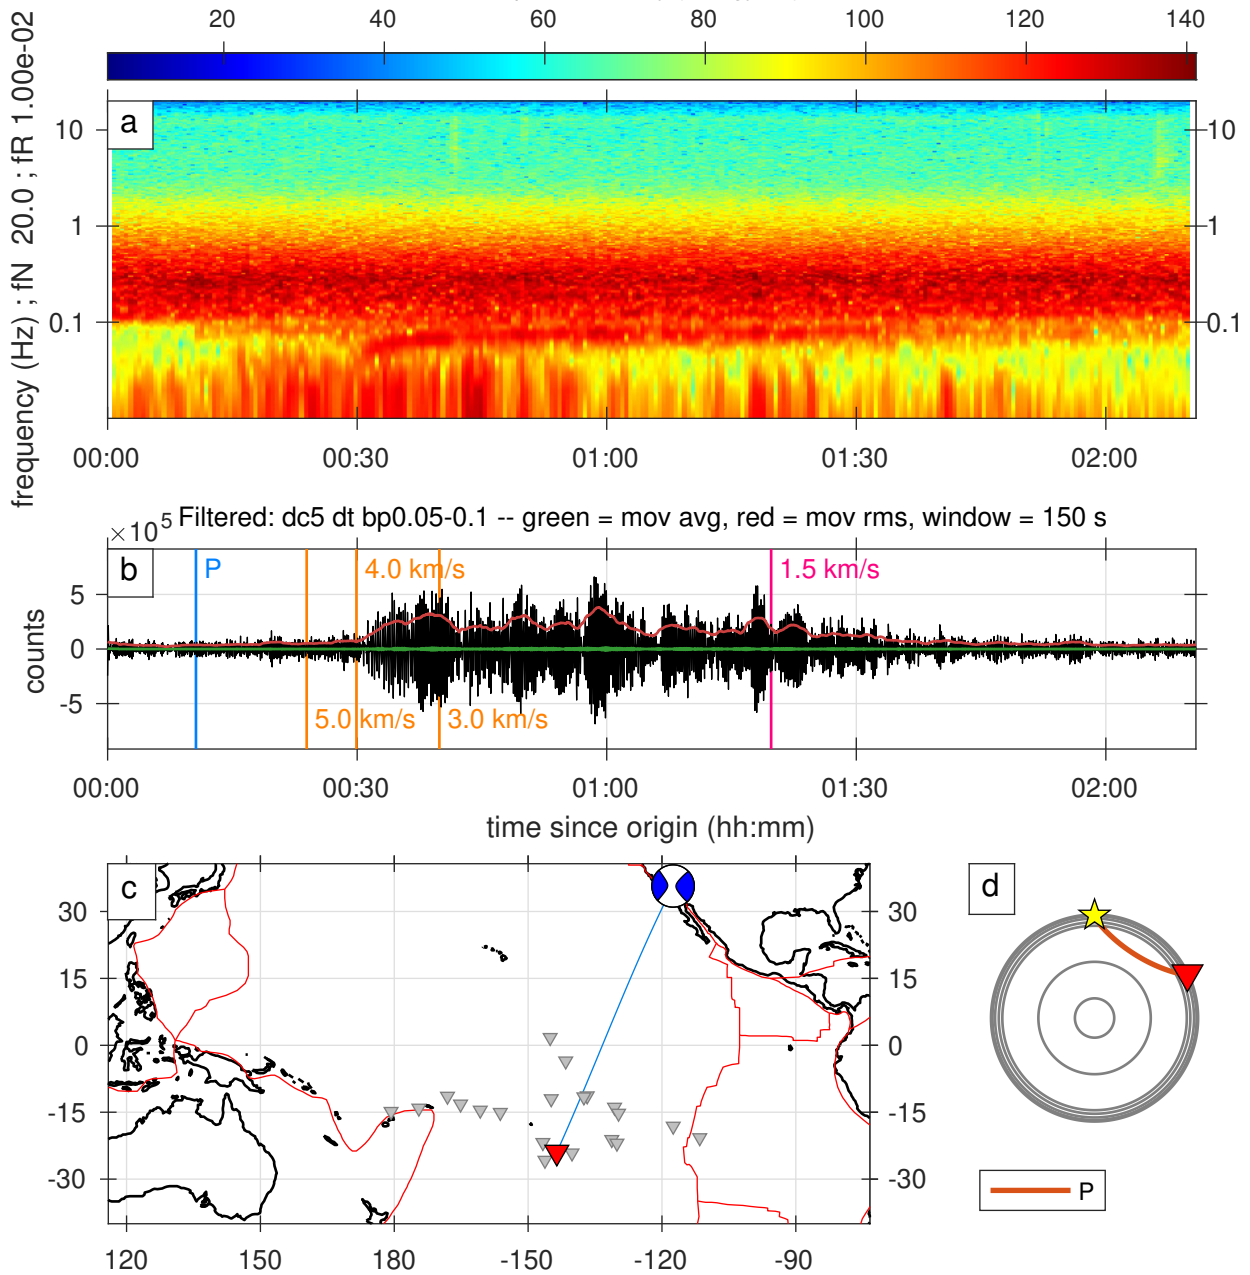 20 40 60 80 100 120 140
frequency (Hz) ; fN 20.0 ; fR 1.00e-02
a
10 10
1 1
0.1 0.1
00:00 00:30 01:00 01:30 02:00
×10^5 Filtered: dc5 dt bp0.05-0.1 -- green = mov avg, red = mov rms, window = 150 s
b
P 4.0 km/s 1.5 km/s
5
0
-5
counts
5.0 km/s 3.0 km/s
00:00 00:30 01:00 01:30 02:00
time since origin (hh:mm)
c
d
30 30
15 15
0 0
-15 -15
-30 -30
120 150 180 -150 -120 -90
P